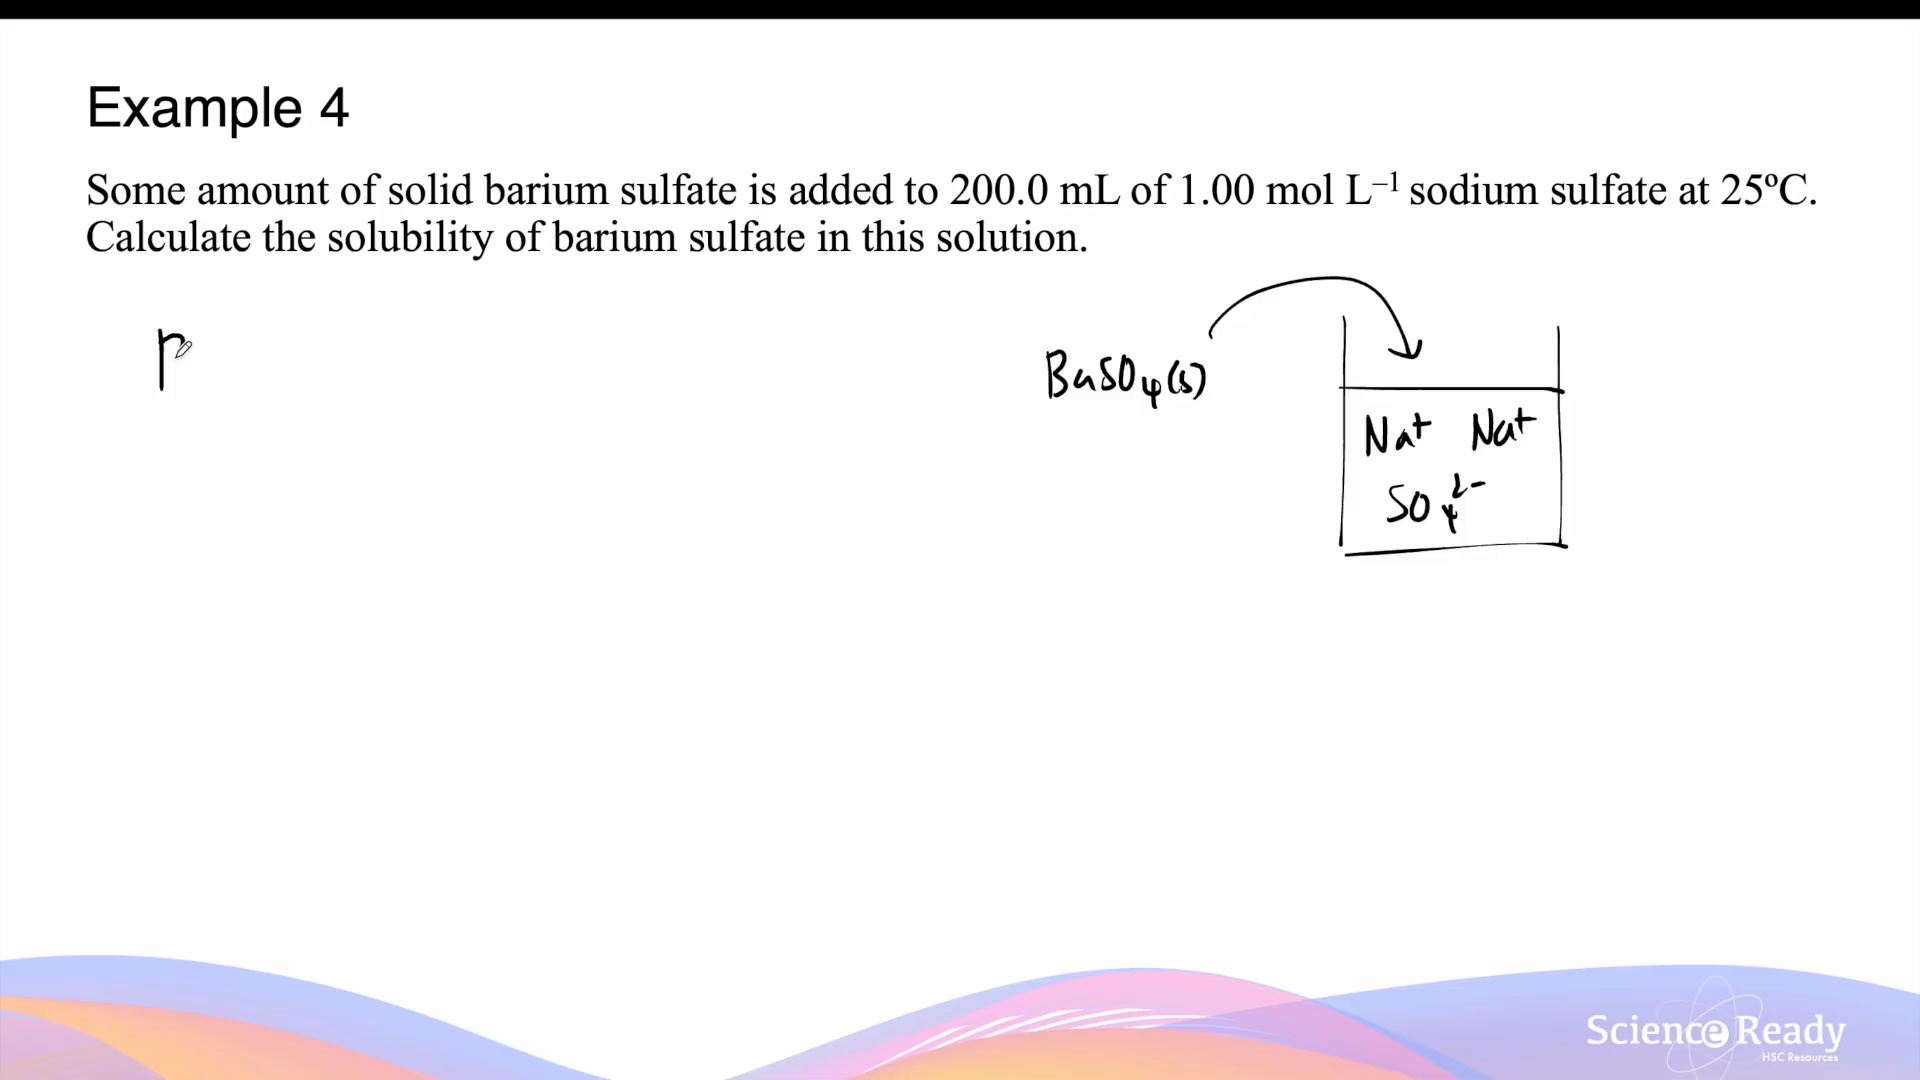 Example 4
Some amount of solid barium sulfate is added to 200.0 mL of 1.00 mol L⁻¹ sodium sulfate at 25ºC.
Calculate the solubility of barium sulfate in this solution.
BaSO₄(s)
Na⁺ Na⁺
SO₄²⁻
Science Ready
HSC Resources